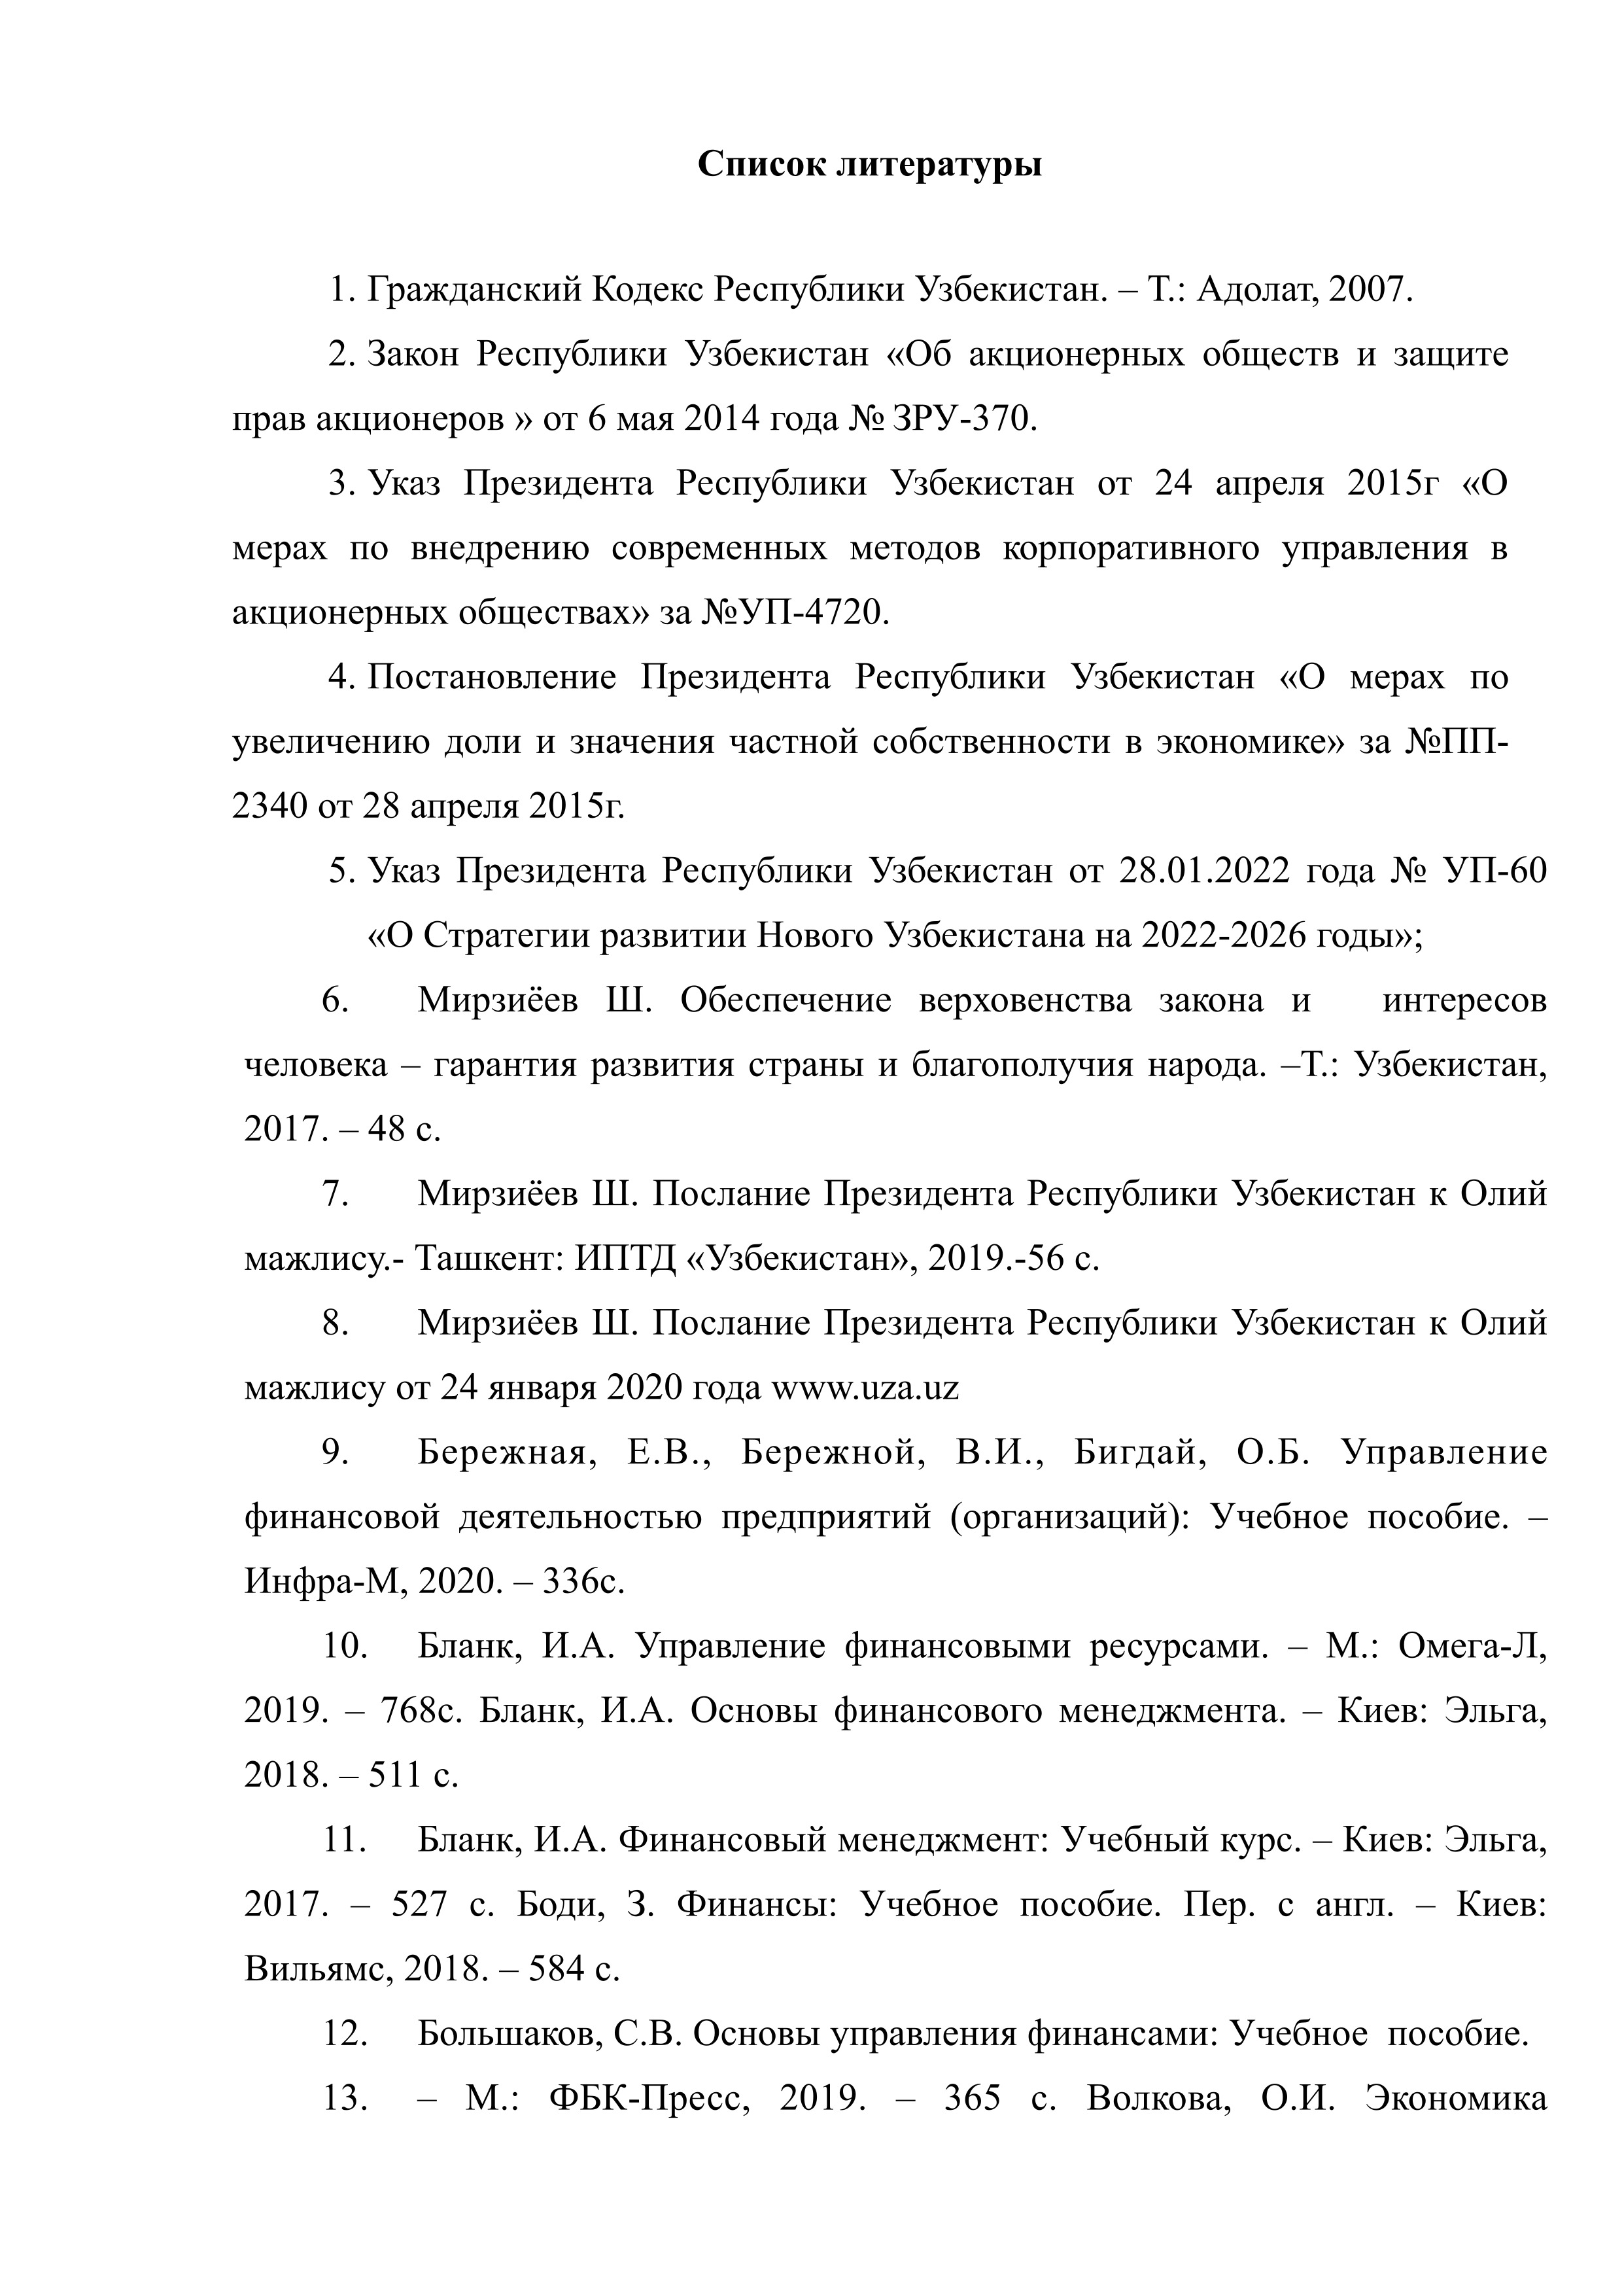 Список литературы
1. Гражданский Кодекс Республики Узбекистан. – Т.: Адолат, 2007.
2. Закон Республики Узбекистан «Об акционерных обществ и защите
прав акционеров » от 6 мая 2014 года № ЗРУ-370.
3. Указ Президента Республики Узбекистан от 24 апреля 2015г «О
мерах по внедрению современных методов корпоративного управления в
акционерных обществах» за №УП-4720.
4. Постановление Президента Республики Узбекистан «О мерах по
увеличению доли и значения частной собственности в экономике» за №ПП-
2340 от 28 апреля 2015г.
5. Указ Президента Республики Узбекистан от 28.01.2022 года № УП-60
«О Стратегии развитии Нового Узбекистана на 2022-2026 годы»;
6. Мирзиёев Ш. Обеспечение верховенства закона и интересов
человека – гарантия развития страны и благополучия народа. –Т.: Узбекистан,
2017. – 48 с.
7. Мирзиёев Ш. Послание Президента Республики Узбекистан к Олий
мажлису.- Ташкент: ИПТД «Узбекистан», 2019.-56 с.
8. Мирзиёев Ш. Послание Президента Республики Узбекистан к Олий
мажлису от 24 января 2020 года www.uza.uz
9. Бережная, Е.В., Бережной, В.И., Бигдай, О.Б. Управление
финансовой деятельностью предприятий (организаций): Учебное пособие. –
Инфра-М, 2020. – 336с.
10. Бланк, И.А. Управление финансовыми ресурсами. – М.: Омега-Л,
2019. – 768с. Бланк, И.А. Основы финансового менеджмента. – Киев: Эльга,
2018. – 511 с.
11. Бланк, И.А. Финансовый менеджмент: Учебный курс. – Киев: Эльга,
2017. – 527 с. Боди, З. Финансы: Учебное пособие. Пер. с англ. – Киев:
Вильямс, 2018. – 584 с.
12. Большаков, С.В. Основы управления финансами: Учебное пособие.
13. – М.: ФБК-Пресс, 2019. – 365 с. Волкова, О.И. Экономика